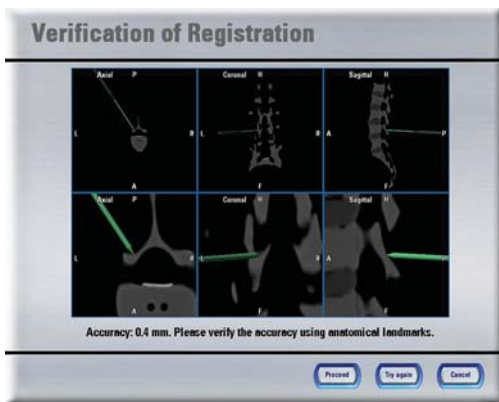 Verification of Registration
Axial P
L R
A
Coronal H
L R
F
Sagittal H
A P
F
Axial P
L R
A
Coronal H
L R
F
Sagittal H
A
F
Accuracy: 0.4 mm. Please verify the accuracy using anatomical landmarks.
Proceed Try again Cancel